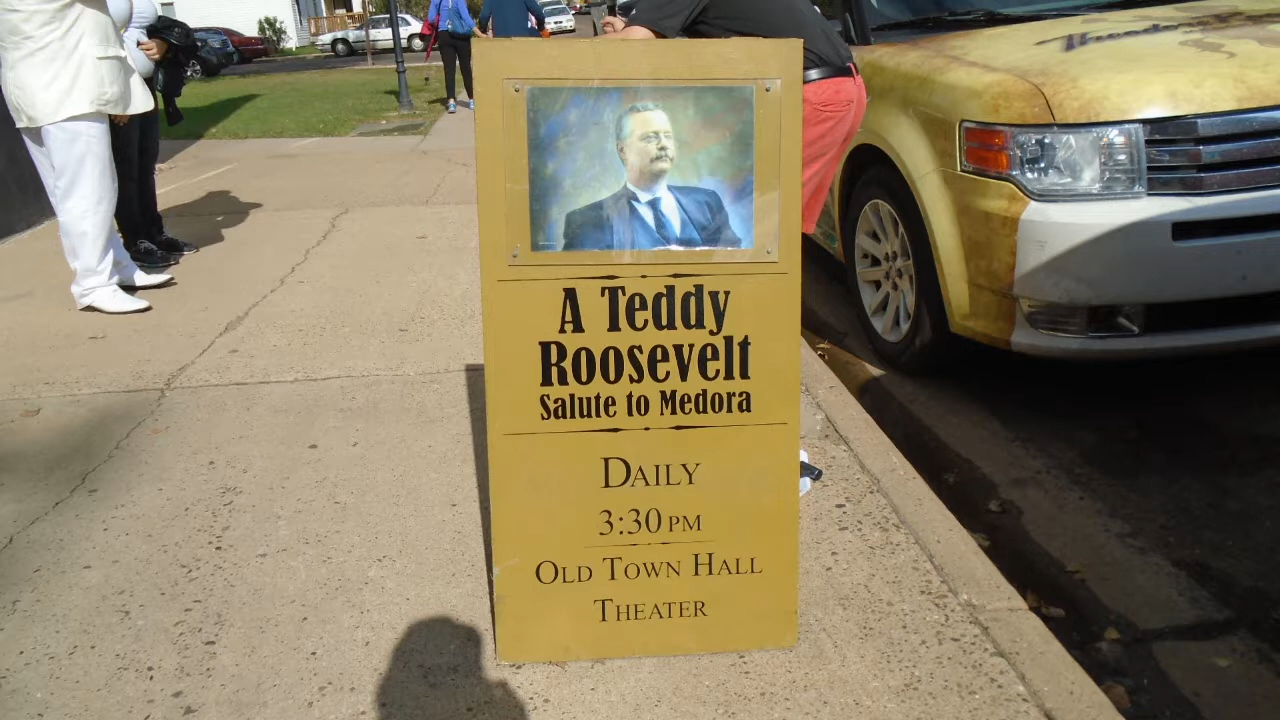 A Teddy
Roosevelt
Salute to Medora
DAILY
3:30 PM
OLD TOWN HALL
THEATER